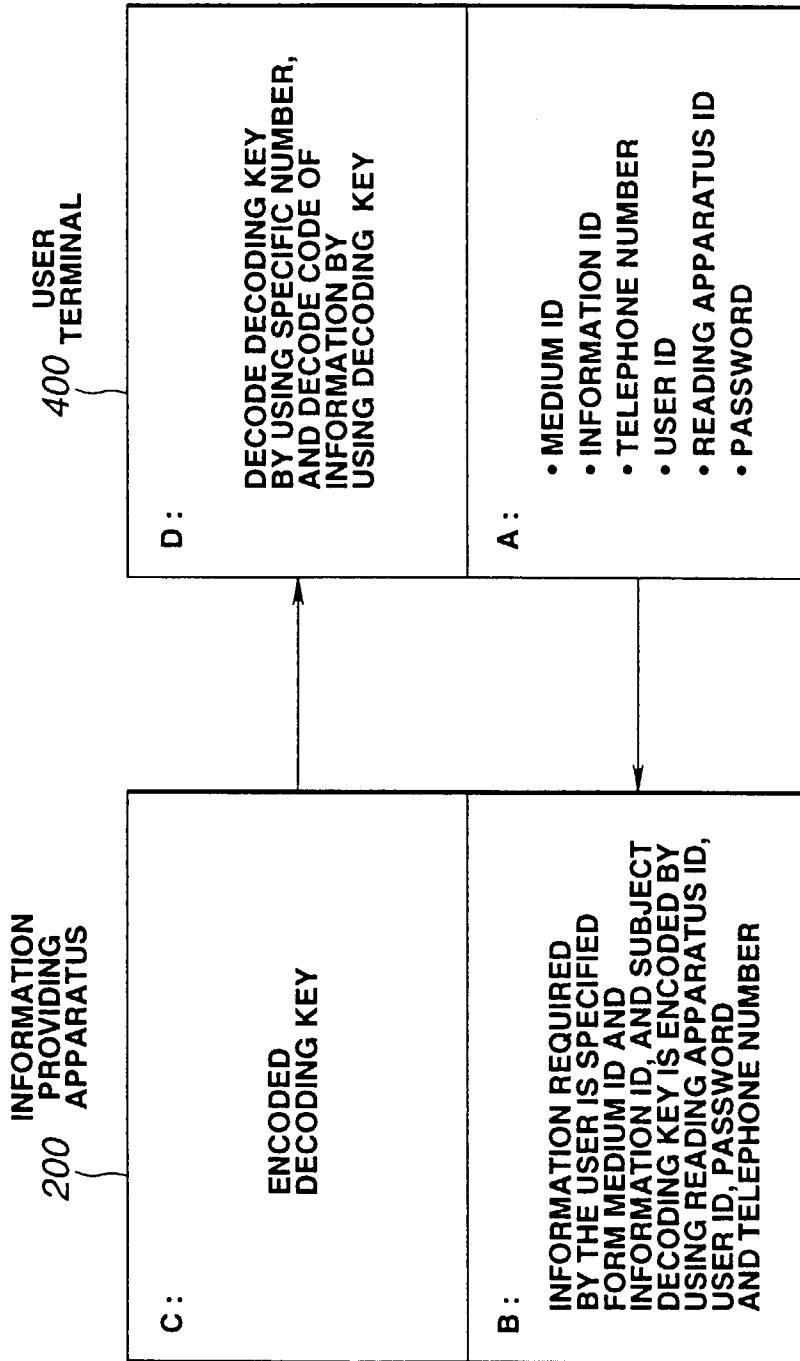 INFORMATION
PROVIDING
APPARATUS
200
C :
ENCODED
DECODING KEY
B :
INFORMATION REQUIRED
BY THE USER IS SPECIFIED
FORM MEDIUM ID AND
INFORMATION ID, AND SUBJECT
DECODING KEY IS ENCODED BY
USING READING APPARATUS ID,
USER ID, PASSWORD
AND TELEPHONE NUMBER
USER
TERMINAL
400
D :
DECODE DECODING KEY
BY USING SPECIFIC NUMBER,
AND DECODE CODE OF
INFORMATION BY
USING DECODING KEY
A :
• MEDIUM ID
• INFORMATION ID
• TELEPHONE NUMBER
• USER ID
• READING APPARATUS ID
• PASSWORD